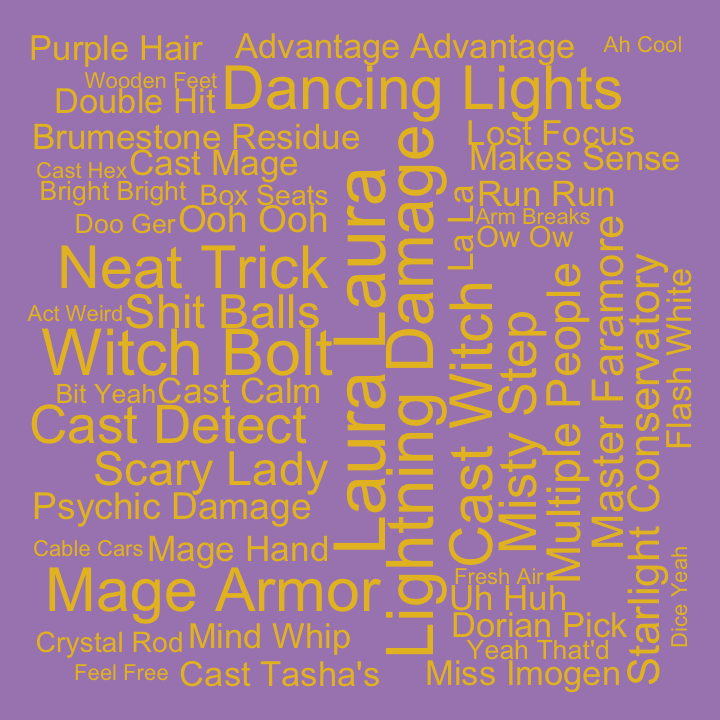 Purple Hair
Advantage Advantage
Ah Cool
Wooden Feet
Double Hit
Dancing Lights
Brumestone Residue
Lost Focus
Cast Hex
Cast Mage
Makes Sense
Bright Bright
Box Seats
Run Run
Doo Ger
Ooh Ooh
Arm Breaks
Ow Ow
La La
Neat Trick
Laura Laura
Lightning Damage
Act Weird
Shit Balls
Witch Bolt
Cast Witch
Misty Step
Multiple People
Master Faramore
Starlight Conservatory
Flash White
Bit Yeah
Cast Calm
Cast Detect
Scary Lady
Psychic Damage
Cable Cars
Mage Hand
Fresh Air
Mage Armor
Uh Huh
Dice Yeah
Crystal Rod
Mind Whip
Dorian Pick
Yeah That'd
Feel Free
Cast Tasha's
Miss Imogen